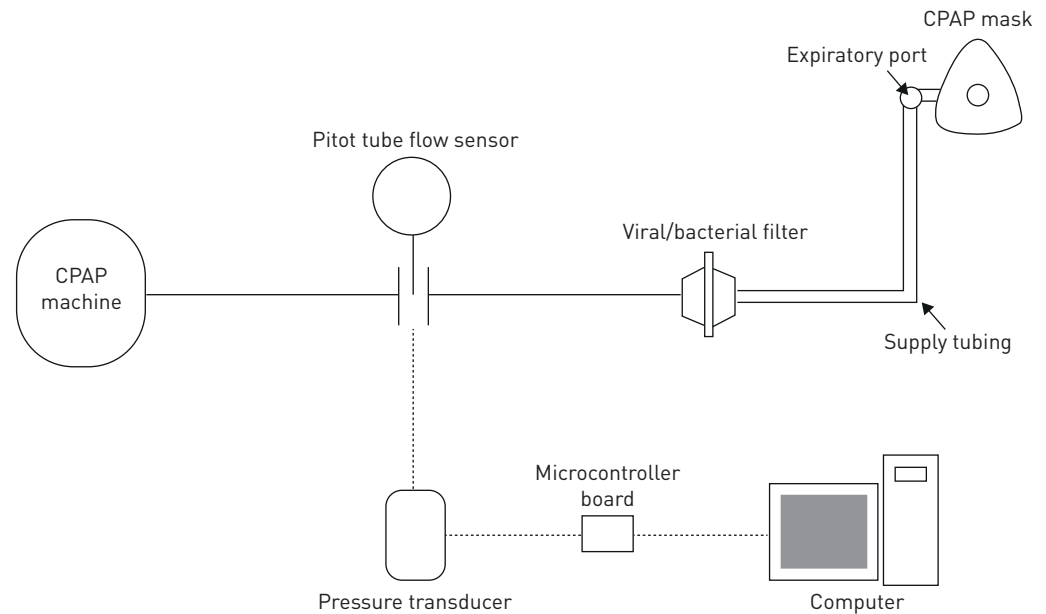 CPAP mask
Expiratory port
Pitot tube flow sensor
Viral/bacterial filter
CPAP
machine
Supply tubing
Microcontroller
board
Pressure transducer
Computer